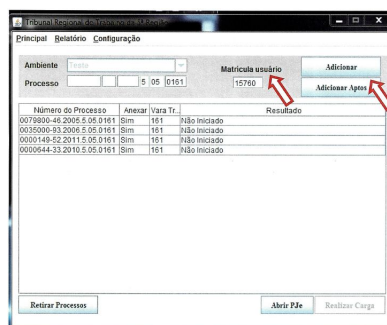 Tribunal Regional do Trabalho da 5ª Região
Principal Relatório Configuração
Ambiente Teste Matrícula usuário Adicionar
Processo 5 05 0161 15760 Adicionar Aptos
Número do Processo Anexar Vara Tr... Resultado
0079800-46.2005.5.05.0161 Sim 161 Não Iniciado
0035000-93.2006.5.05.0161 Sim 161 Não Iniciado
0000149-52.2011.5.05.0161 Sim 161 Não Iniciado
0000644-33.2010.5.05.0161 Sim 161 Não Iniciado
Retirar Processos Abrir PJe Realizar Carga